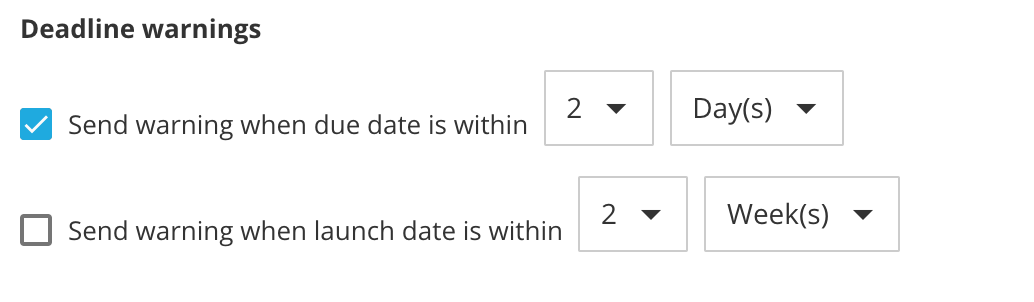 Deadline warnings
Send warning when due date is within 2 Day(s)
Send warning when launch date is within 2 Week(s)